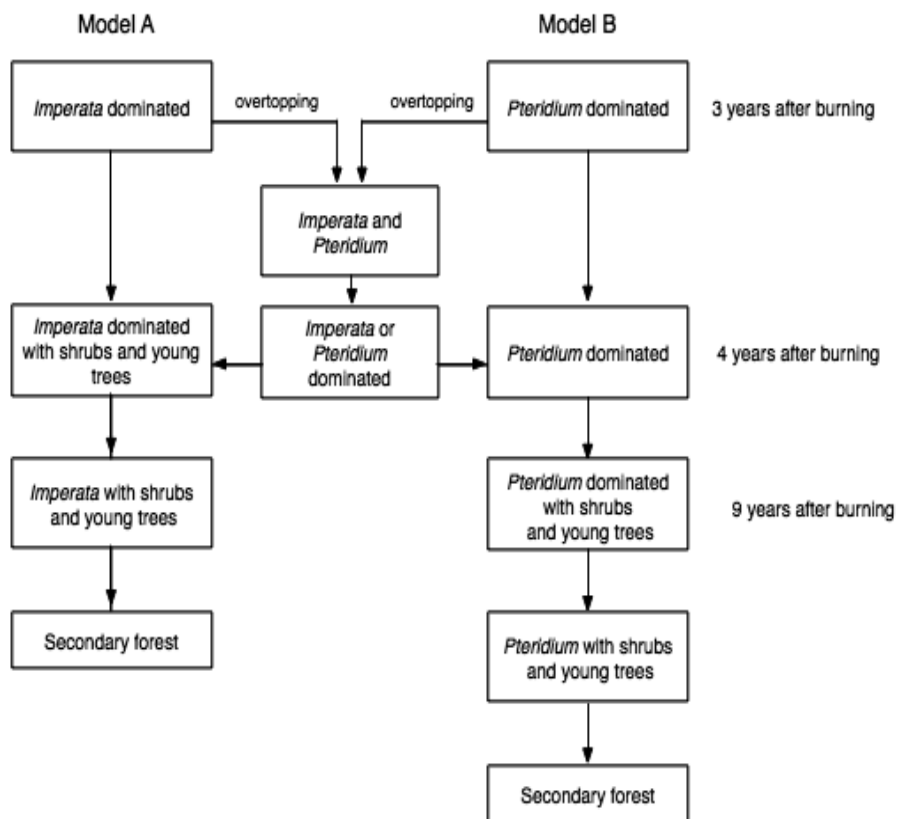 Model A
Model B
Imperata dominated
overtopping
overtopping
Pteridium dominated
3 years after burning
Imperata and
Pteridium
Imperata dominated
with shrubs and young
trees
Imperata or
Pteridium
dominated
Pteridium dominated
4 years after burning
Imperata with shrubs
and young trees
Pteridium dominated
with shrubs
and young trees
9 years after burning
Secondary forest
Pteridium with shrubs
and young trees
Secondary forest